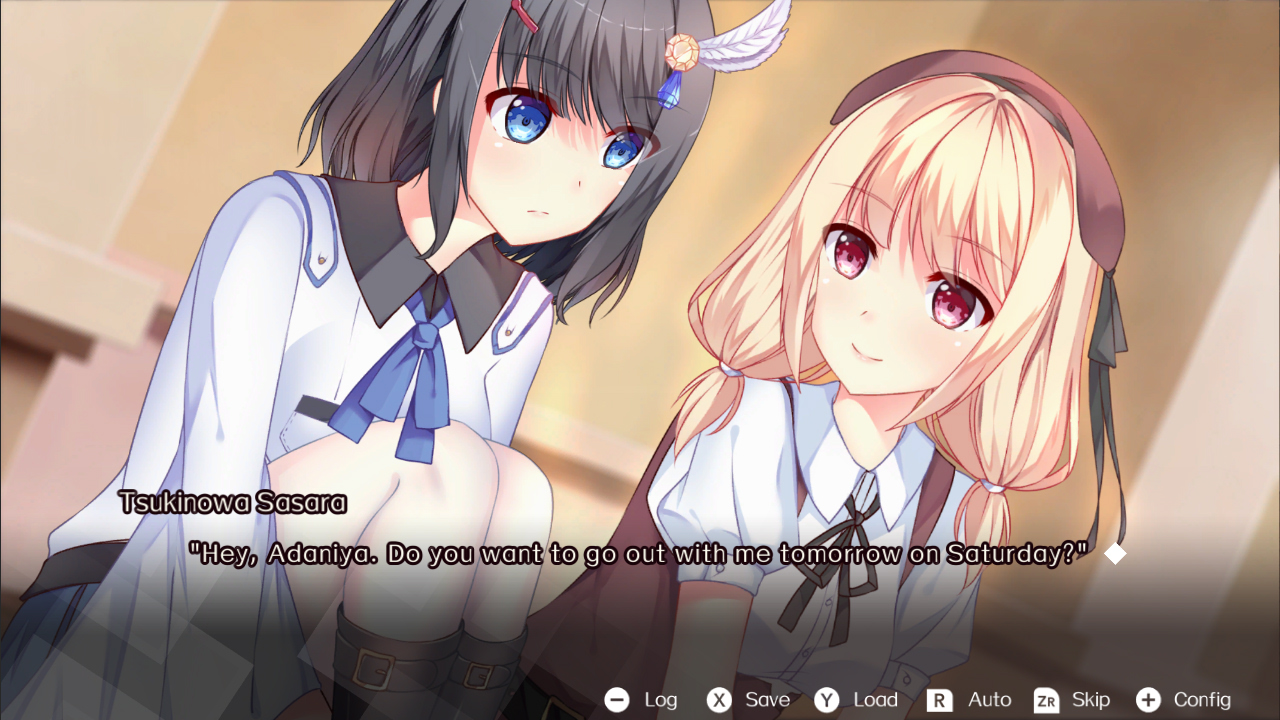 Tsukinowa Sasara
"Hey, Adaniya. Do you want to go out with me tomorrow on Saturday?"
− Log X Save Y Load R Auto ZR Skip + Config